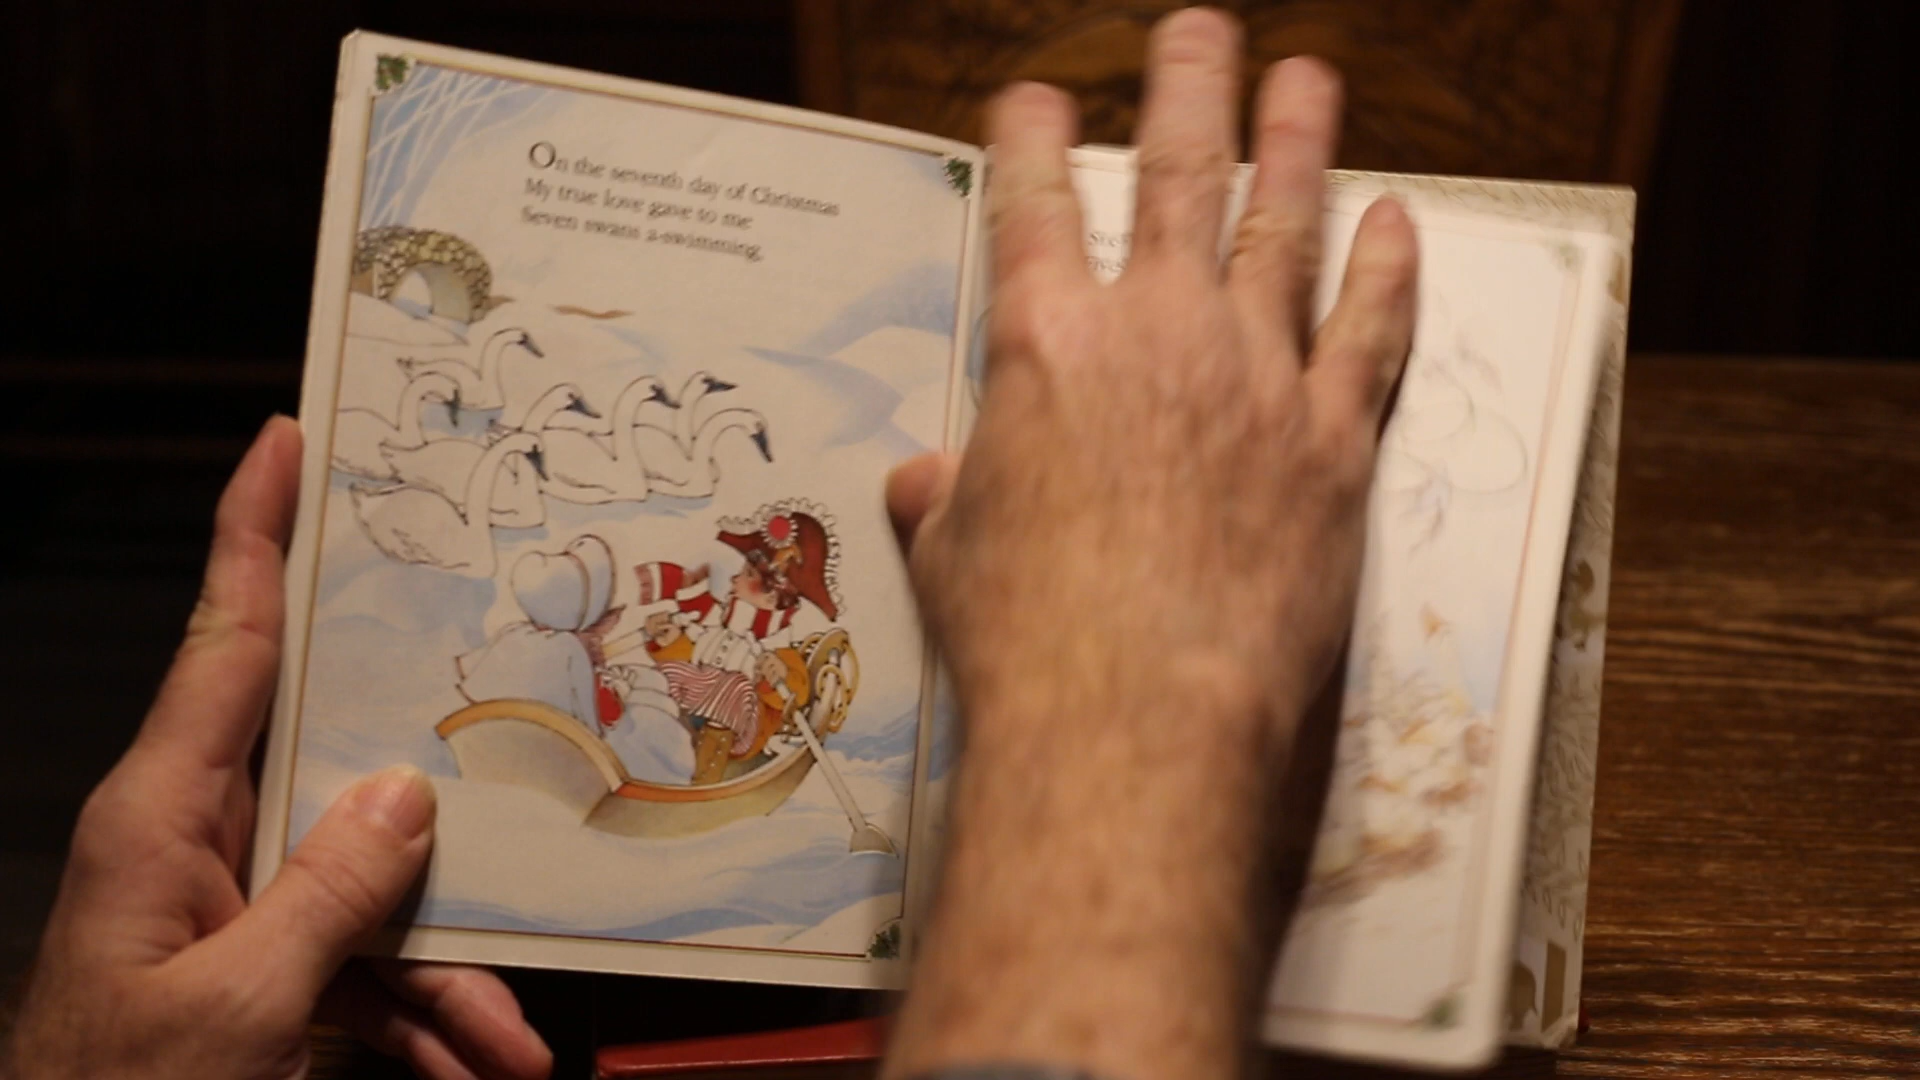 On the seventh day of Christmas
My true love gave to me
Seven swans a-swimming,